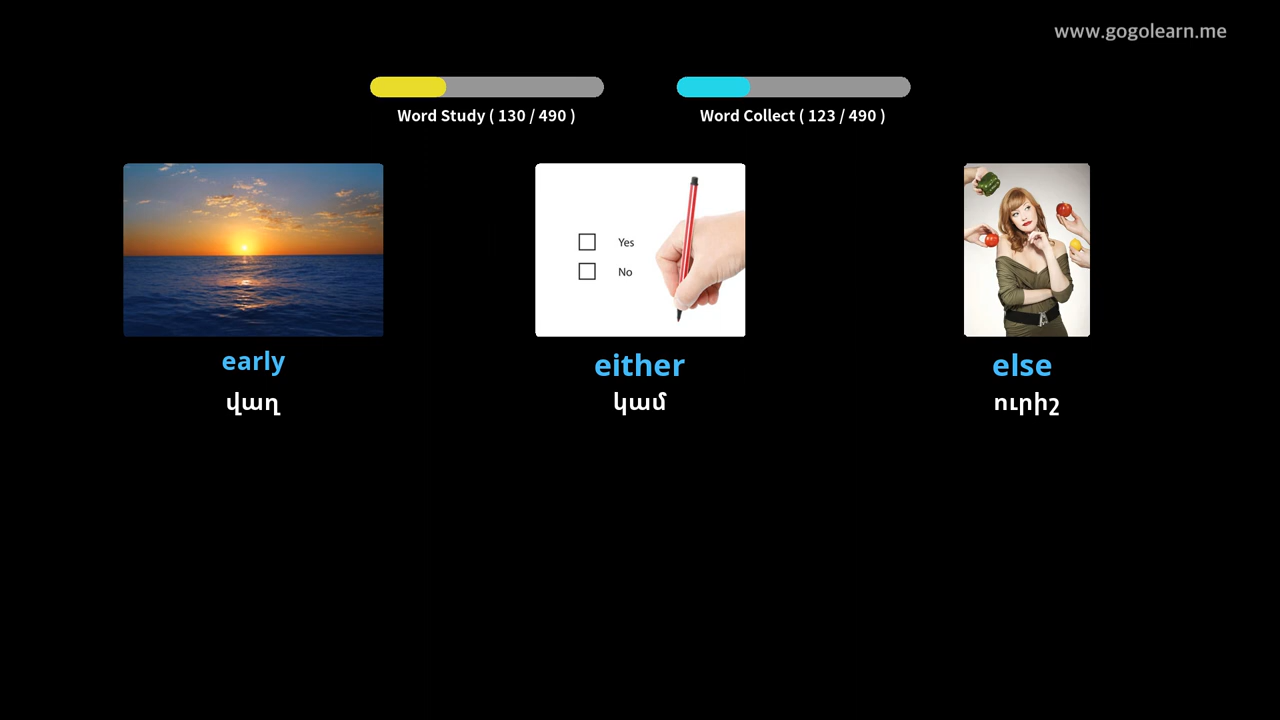 www.gogolearn.me
Word Study ( 130 / 490 )
Word Collect ( 123 / 490 )
Yes
No
early
either
else
վաղ
կամ
ուրիշ